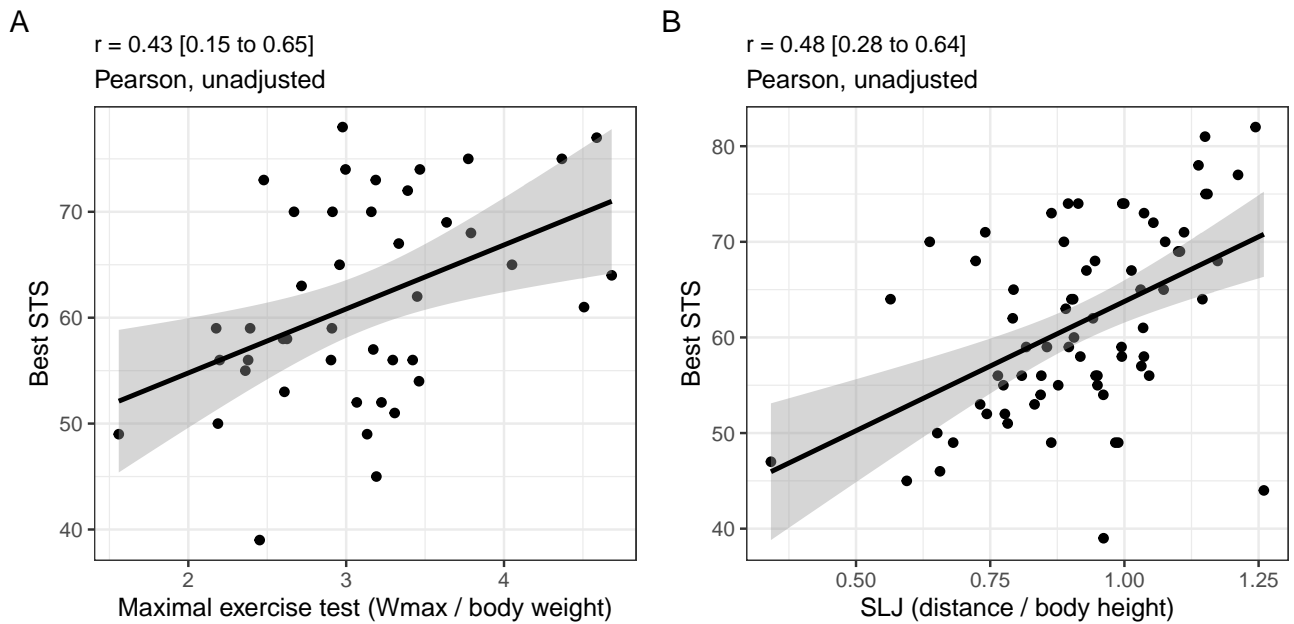 A
r = 0.43 [0.15 to 0.65]
Pearson, unadjusted
Best STS
70
60
50
40
2
3
4
Maximal exercise test (Wmax / body weight)
B
r = 0.48 [0.28 to 0.64]
Pearson, unadjusted
Best STS
80
70
60
50
40
0.50
0.75
1.00
1.25
SLJ (distance / body height)